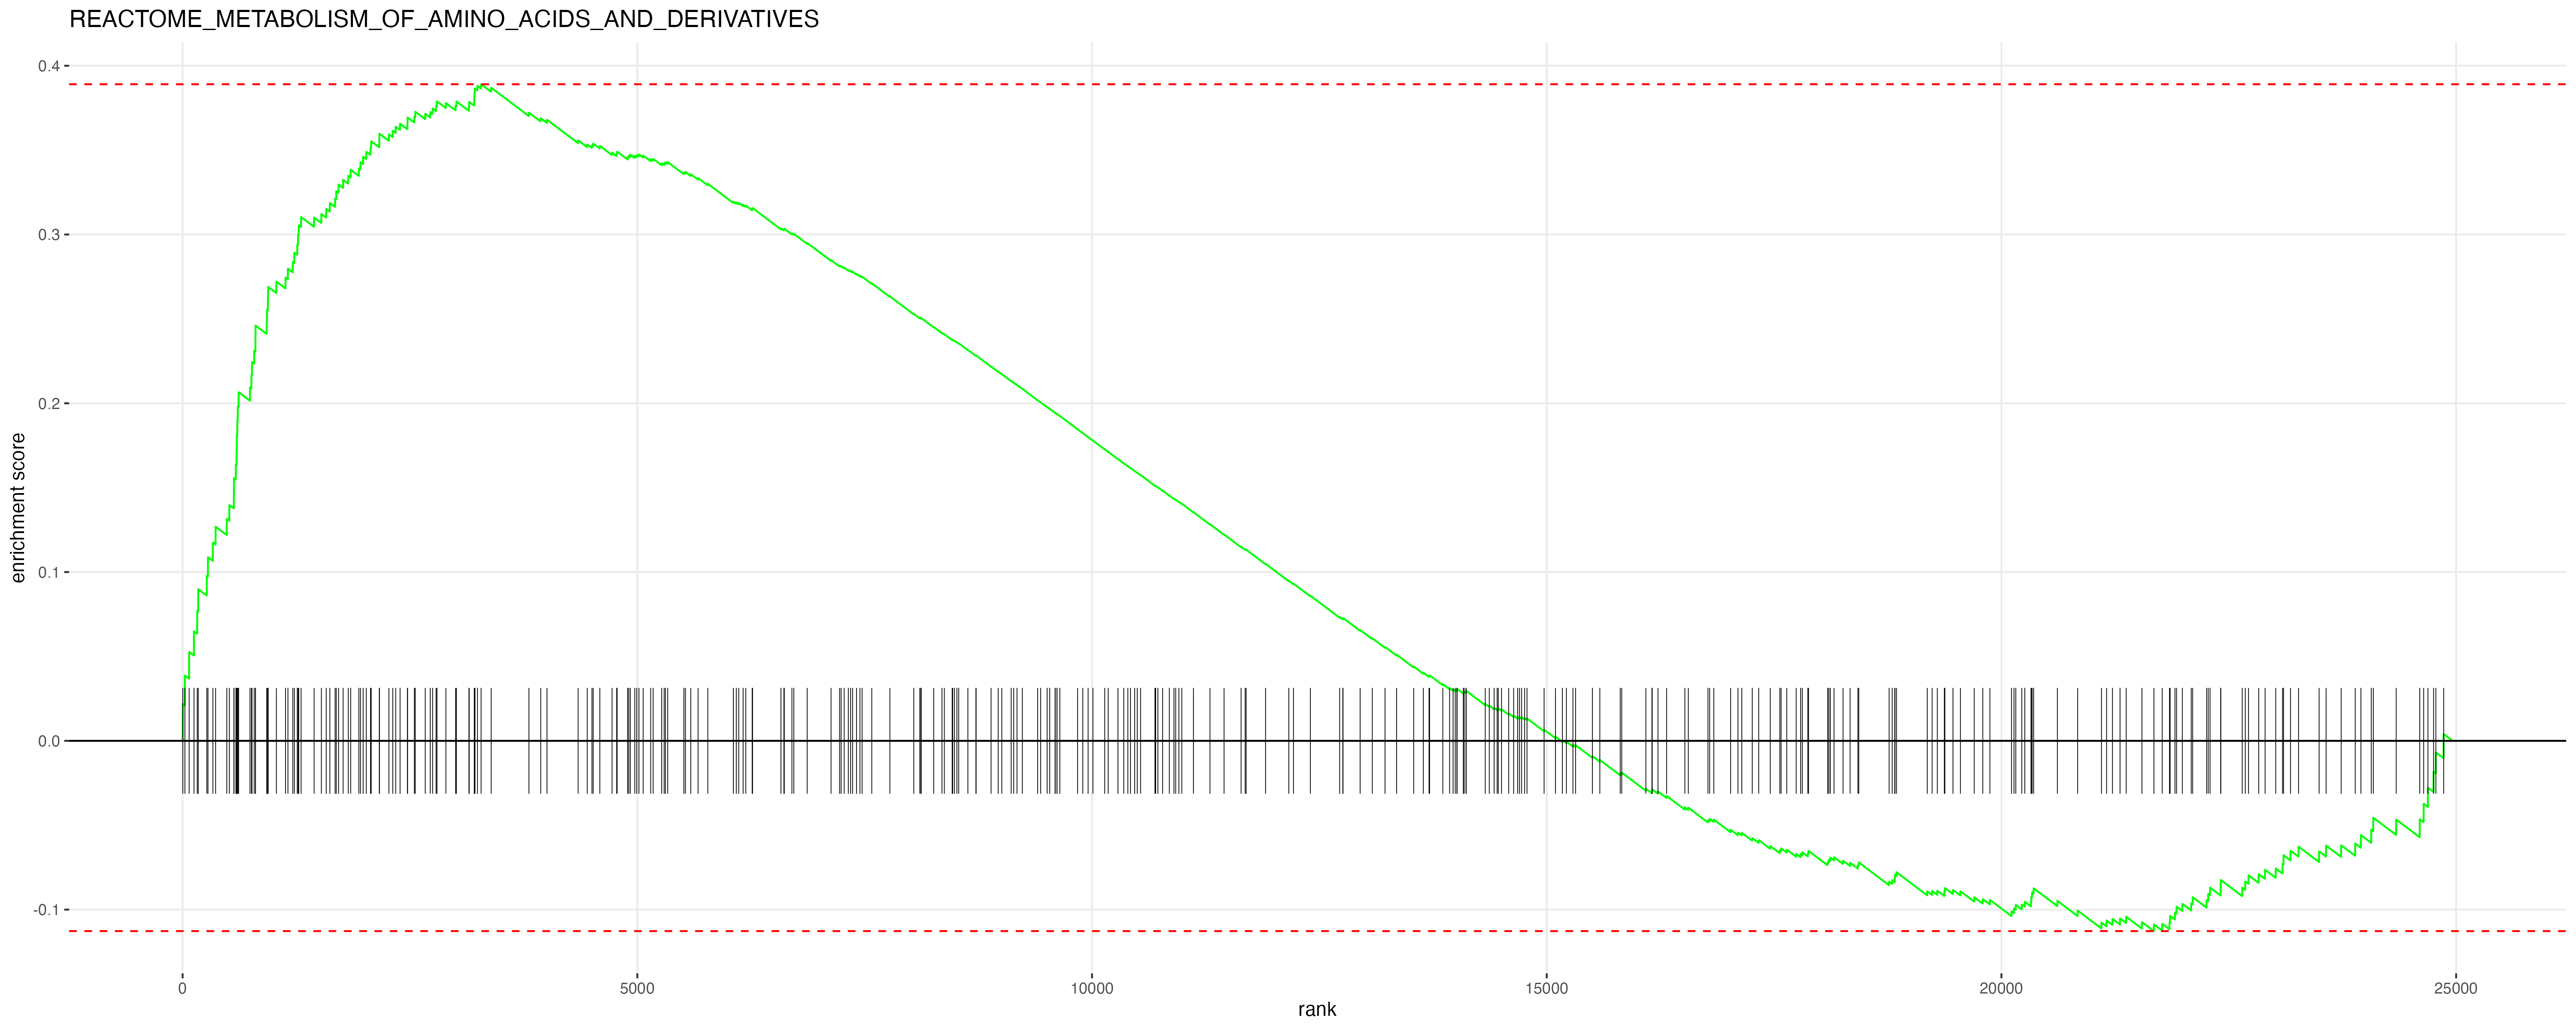 REACTOME_METABOLISM_OF_AMINO_ACIDS_AND_DERIVATIVES
0.4
0.3
0.2
0.1
0.0
-0.1
enrichment score
0 5000 10000 15000 20000 25000
rank